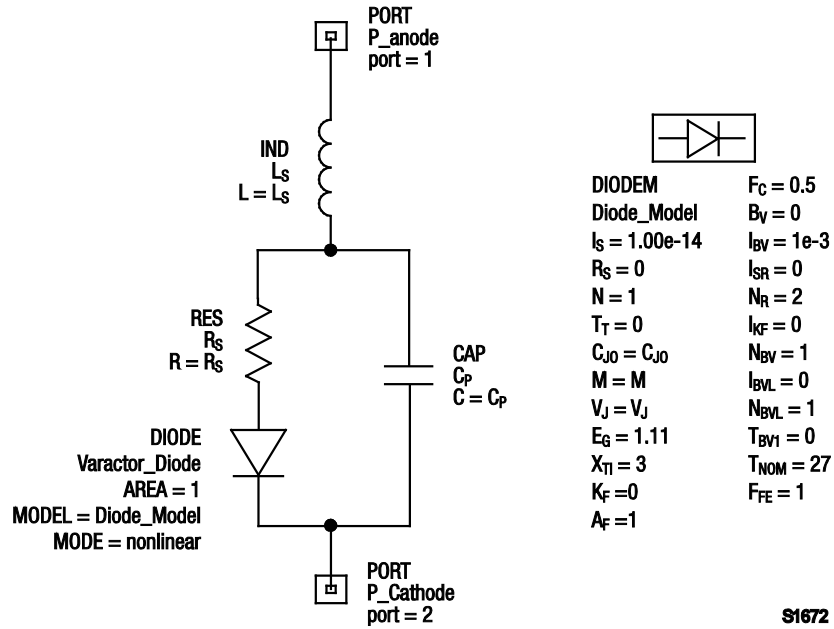 PORT
P_anode
port = 1
IND
LS
L = LS
RES
RS
R = RS
CAP
CP
C = CP
DIODE
Varactor_Diode
AREA = 1
MODEL = Diode_Model
MODE = nonlinear
PORT
P_Cathode
port = 2
DIODEM
Diode_Model
IS = 1.00e-14
RS = 0
N = 1
TT = 0
CJO = CJO
M = M
VJ = VJ
EG = 1.11
XTI = 3
KF =0
AF =1
FC = 0.5
BV = 0
IBV = 1e-3
ISR = 0
NR = 2
IKF = 0
NBV = 1
IBVL = 0
NBVL = 1
TBV1 = 0
TNOM = 27
FFE = 1
S1672